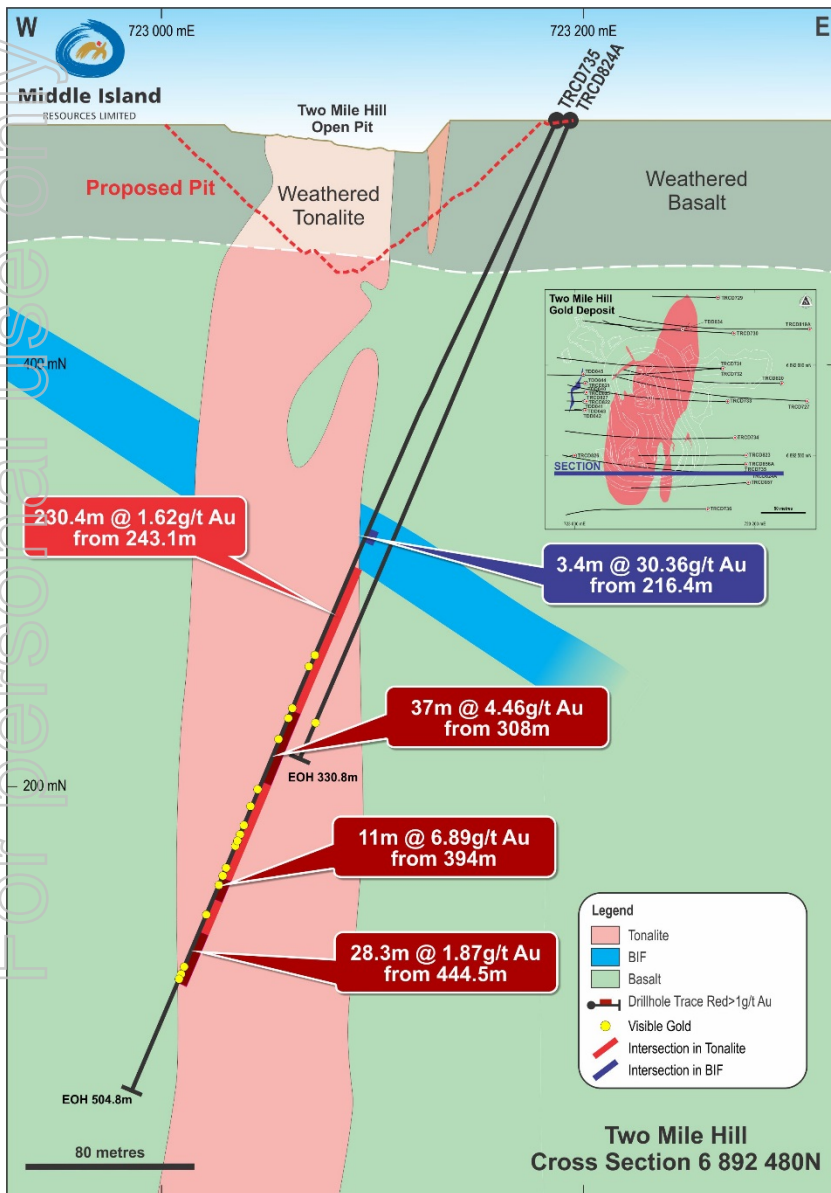 For personal use only
W
723 000 mE
723 200 mE
E
Middle Island
RESOURCES LIMITED
TRCD735
TRCD824A
Two Mile Hill
Open Pit
Proposed Pit
Weathered
Tonalite
Weathered
Basalt
Two Mile Hill
Gold Deposit
TRCD729
SECTION
400 mN
230.4m @ 1.62g/t Au
from 243.1m
3.4m @ 30.36g/t Au
from 216.4m
37m @ 4.46g/t Au
from 308m
EOH 330.8m
200 mN
11m @ 6.89g/t Au
from 394m
28.3m @ 1.87g/t Au
from 444.5m
EOH 504.8m
Legend
Tonalite
BIF
Basalt
Drillhole Trace Red>1g/t Au
Visible Gold
Intersection in Tonalite
Intersection in BIF
80 metres
Two Mile Hill
Cross Section 6 892 480N